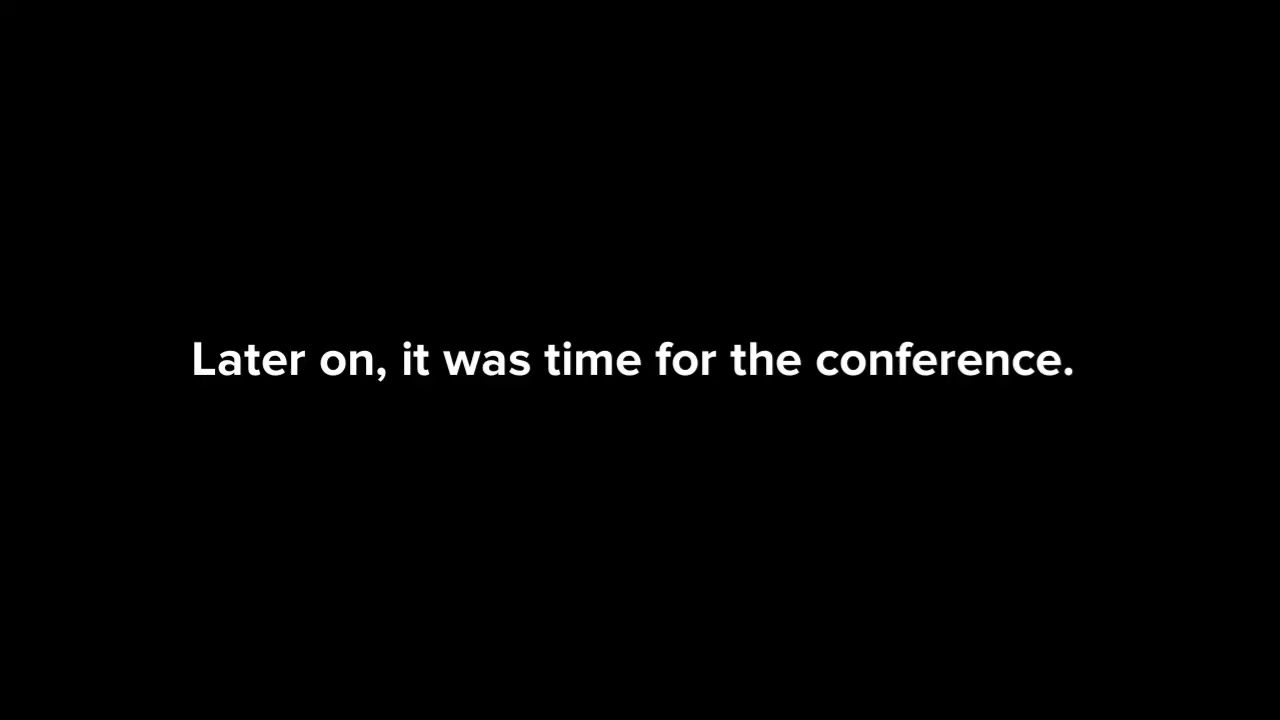 Later on, it was time for the conference.